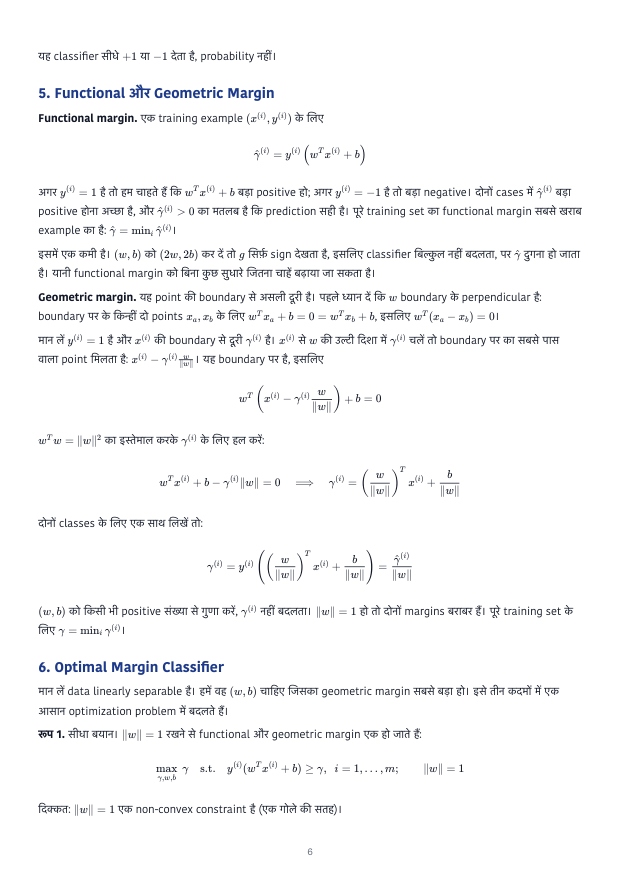 यह classifier सीधे +1 या −1 देता है, probability नहीं।
5. Functional और Geometric Margin
Functional margin. एक training example (x^{(i)}, y^{(i)}) के लिए
γ̂^{(i)} = y^{(i)} (w^T x^{(i)} + b)
अगर y^{(i)} = 1 है तो हम चाहते हैं कि w^T x^{(i)} + b बड़ा positive हो; अगर y^{(i)} = −1 है तो बड़ा negative। दोनों cases में γ̂^{(i)} बड़ा
positive होना अच्छा है, और γ̂^{(i)} > 0 का मतलब है कि prediction सही है। पूरे training set का functional margin सबसे खराब
example का है: γ̂ = min_i γ̂^{(i)}।
इसमें एक कमी है। (w, b) को (2w, 2b) कर दें तो g सिर्फ़ sign देखता है, इसलिए classifier बिल्कुल नहीं बदलता, पर γ̂ दुगना हो जाता
है। यानी functional margin को बिना कुछ सुधारे जितना चाहें बढ़ाया जा सकता है।
Geometric margin. यह point की boundary से असली दूरी है। पहले ध्यान दें कि w boundary के perpendicular है:
boundary पर के किन्हीं दो points x_a, x_b के लिए w^T x_a + b = 0 = w^T x_b + b, इसलिए w^T(x_a − x_b) = 0।
मान लें y^{(i)} = 1 है और x^{(i)} की boundary से दूरी γ^{(i)} है। x^{(i)} से w की उल्टी दिशा में γ^{(i)} चलें तो boundary पर का सबसे पास
वाला point मिलता है: x^{(i)} − γ^{(i)} \frac{w}{‖w‖}। यह boundary पर है, इसलिए
w^T (x^{(i)} − γ^{(i)} \frac{w}{‖w‖}) + b = 0
w^T w = ‖w‖^2 का इस्तेमाल करके γ^{(i)} के लिए हल करें:
w^T x^{(i)} + b − γ^{(i)}‖w‖ = 0 ⟹ γ^{(i)} = (\frac{w}{‖w‖})^T x^{(i)} + \frac{b}{‖w‖}
दोनों classes के लिए एक साथ लिखें तो:
γ^{(i)} = y^{(i)} ((\frac{w}{‖w‖})^T x^{(i)} + \frac{b}{‖w‖}) = \frac{γ̂^{(i)}}{‖w‖}
(w, b) को किसी भी positive संख्या से गुणा करें, γ^{(i)} नहीं बदलता। ‖w‖ = 1 हो तो दोनों margins बराबर हैं। पूरे training set के
लिए γ = min_i γ^{(i)}।
6. Optimal Margin Classifier
मान लें data linearly separable है। हमें वह (w, b) चाहिए जिसका geometric margin सबसे बड़ा हो। इसे तीन कदमों में एक
आसान optimization problem में बदलते हैं।
रूप 1. सीधा बयान। ‖w‖ = 1 रखने से functional और geometric margin एक हो जाते हैं:
max_{γ,w,b} γ s.t. y^{(i)}(w^T x^{(i)} + b) ≥ γ, i = 1, . . . , m; ‖w‖ = 1
दिक्कत: ‖w‖ = 1 एक non-convex constraint है (एक गोले की सतह)।
6